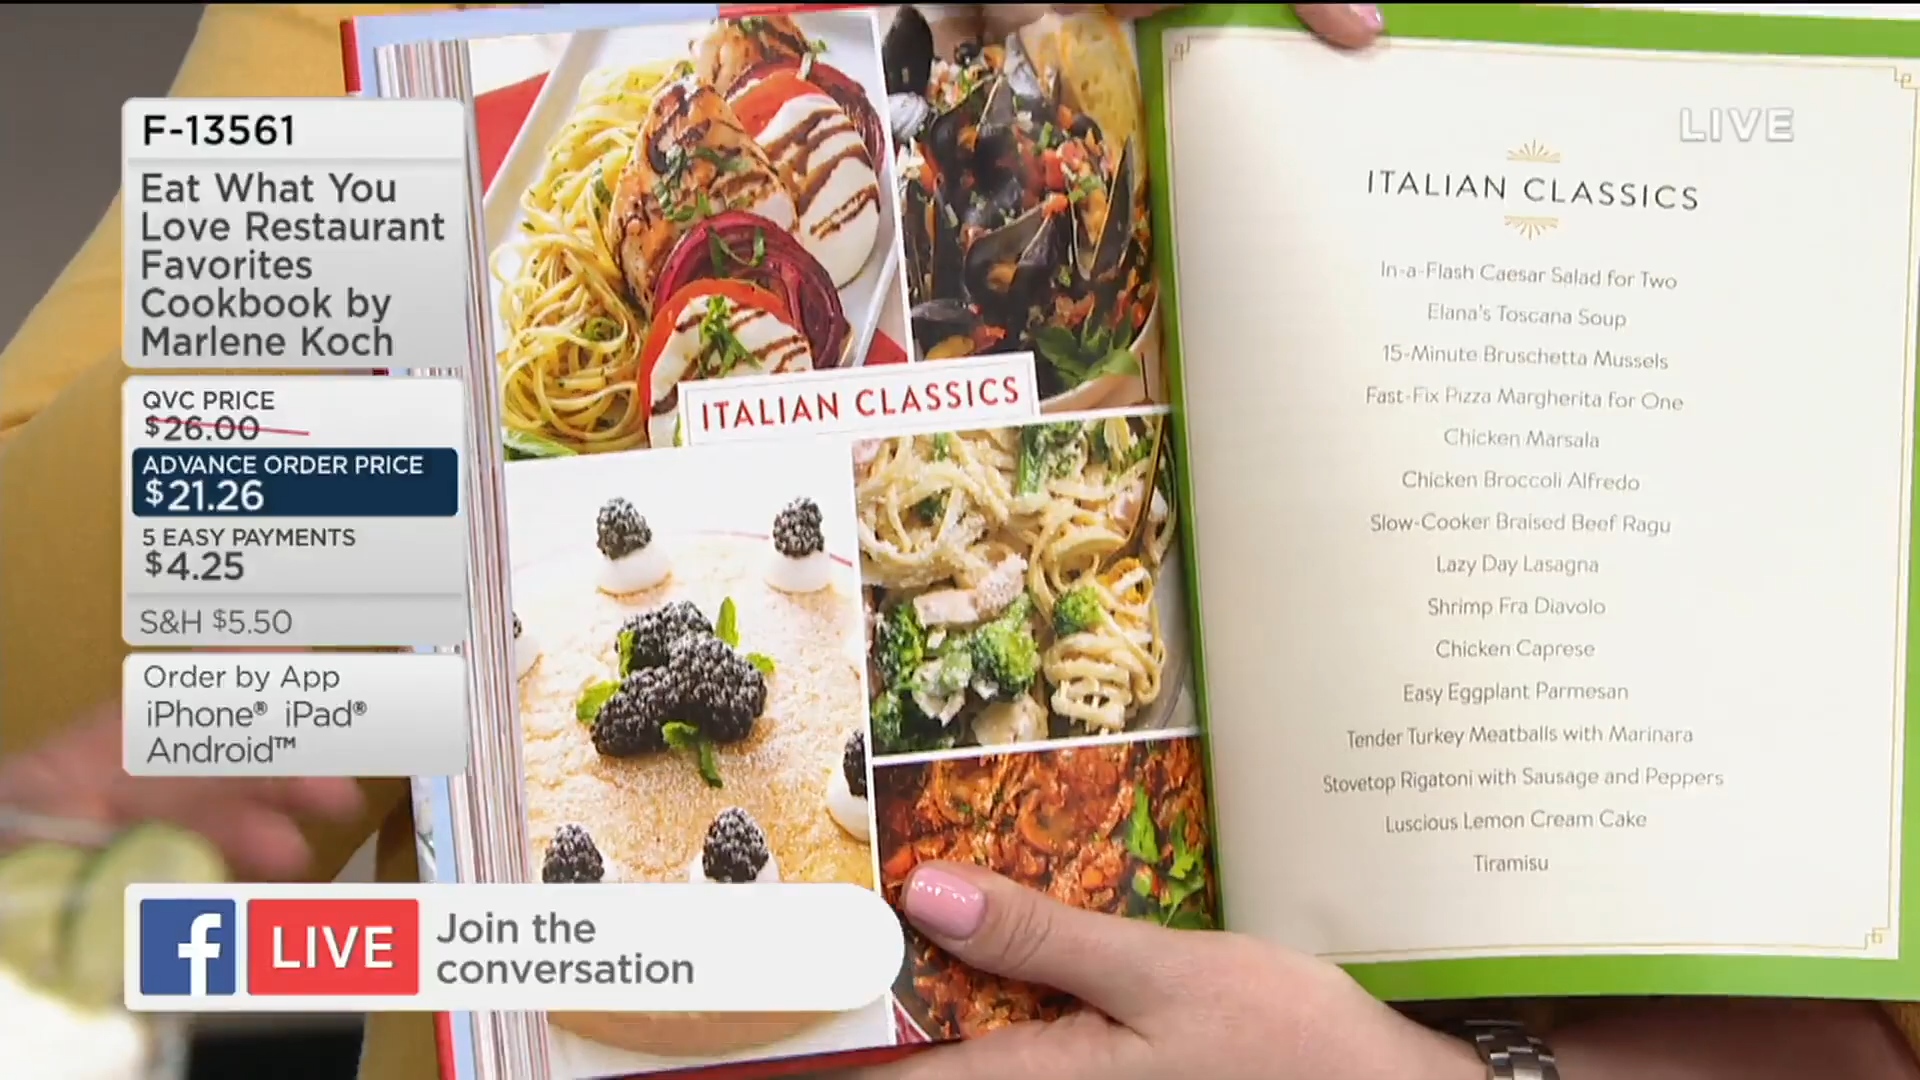 F-13561
Eat What You
Love Restaurant
Favorites
Cookbook by
Marlene Koch
QVC PRICE
$26.00
ADVANCE ORDER PRICE
$21.26
5 EASY PAYMENTS
$4.25
S&H $5.50
Order by App
iPhone® iPad®
Android™
f LIVE
Join the
conversation
ITALIAN CLASSICS
LIVE
ITALIAN CLASSICS
In-a-Flash Caesar Salad for Two
Elana's Toscana Soup
15-Minute Bruschetta Mussels
Fast-Fix Pizza Margherita for One
Chicken Marsala
Chicken Broccoli Alfredo
Slow-Cooker Braised Beef Ragu
Lazy Day Lasagna
Shrimp Fra Diavolo
Chicken Caprese
Easy Eggplant Parmesan
Tender Turkey Meatballs with Marinara
Stovetop Rigatoni with Sausage and Peppers
Luscious Lemon Cream Cake
Tiramisu